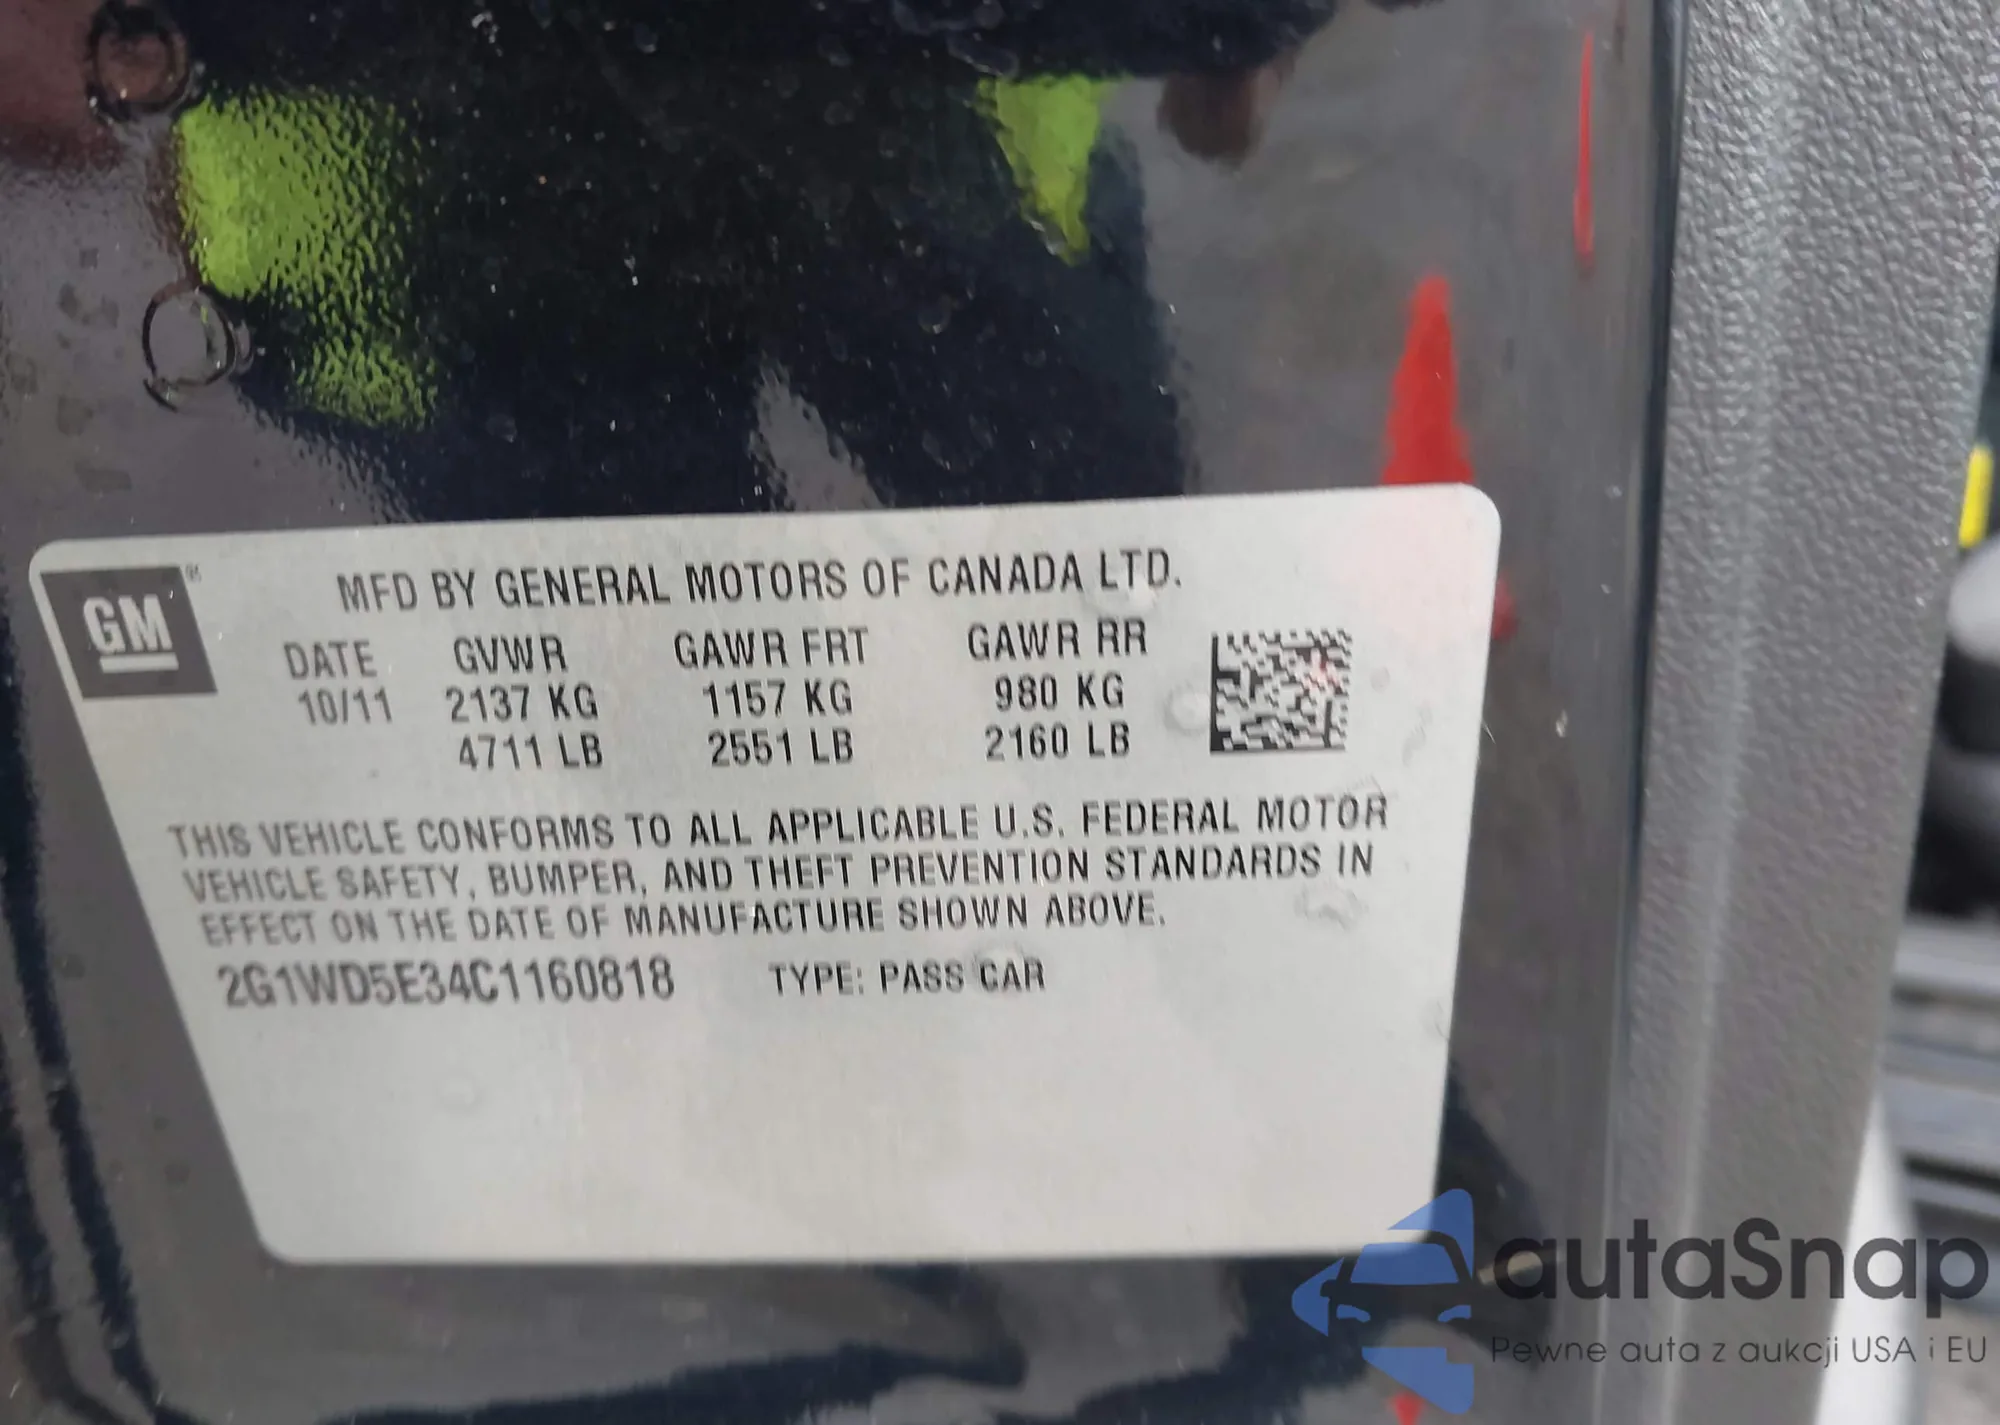 GM
MFD BY GENERAL MOTORS OF CANADA LTD.
DATE GVWR GAWR FRT GAWR RR
10/11 2137 KG 1157 KG 980 KG
4711 LB 2551 LB 2160 LB
THIS VEHICLE CONFORMS TO ALL APPLICABLE U.S. FEDERAL MOTOR
VEHICLE SAFETY, BUMPER, AND THEFT PREVENTION STANDARDS IN
EFFECT ON THE DATE OF MANUFACTURE SHOWN ABOVE.
2G1WD5E34C1160818 TYPE: PASS CAR
autaSnap
Pewne auta z aukcji USA i EU